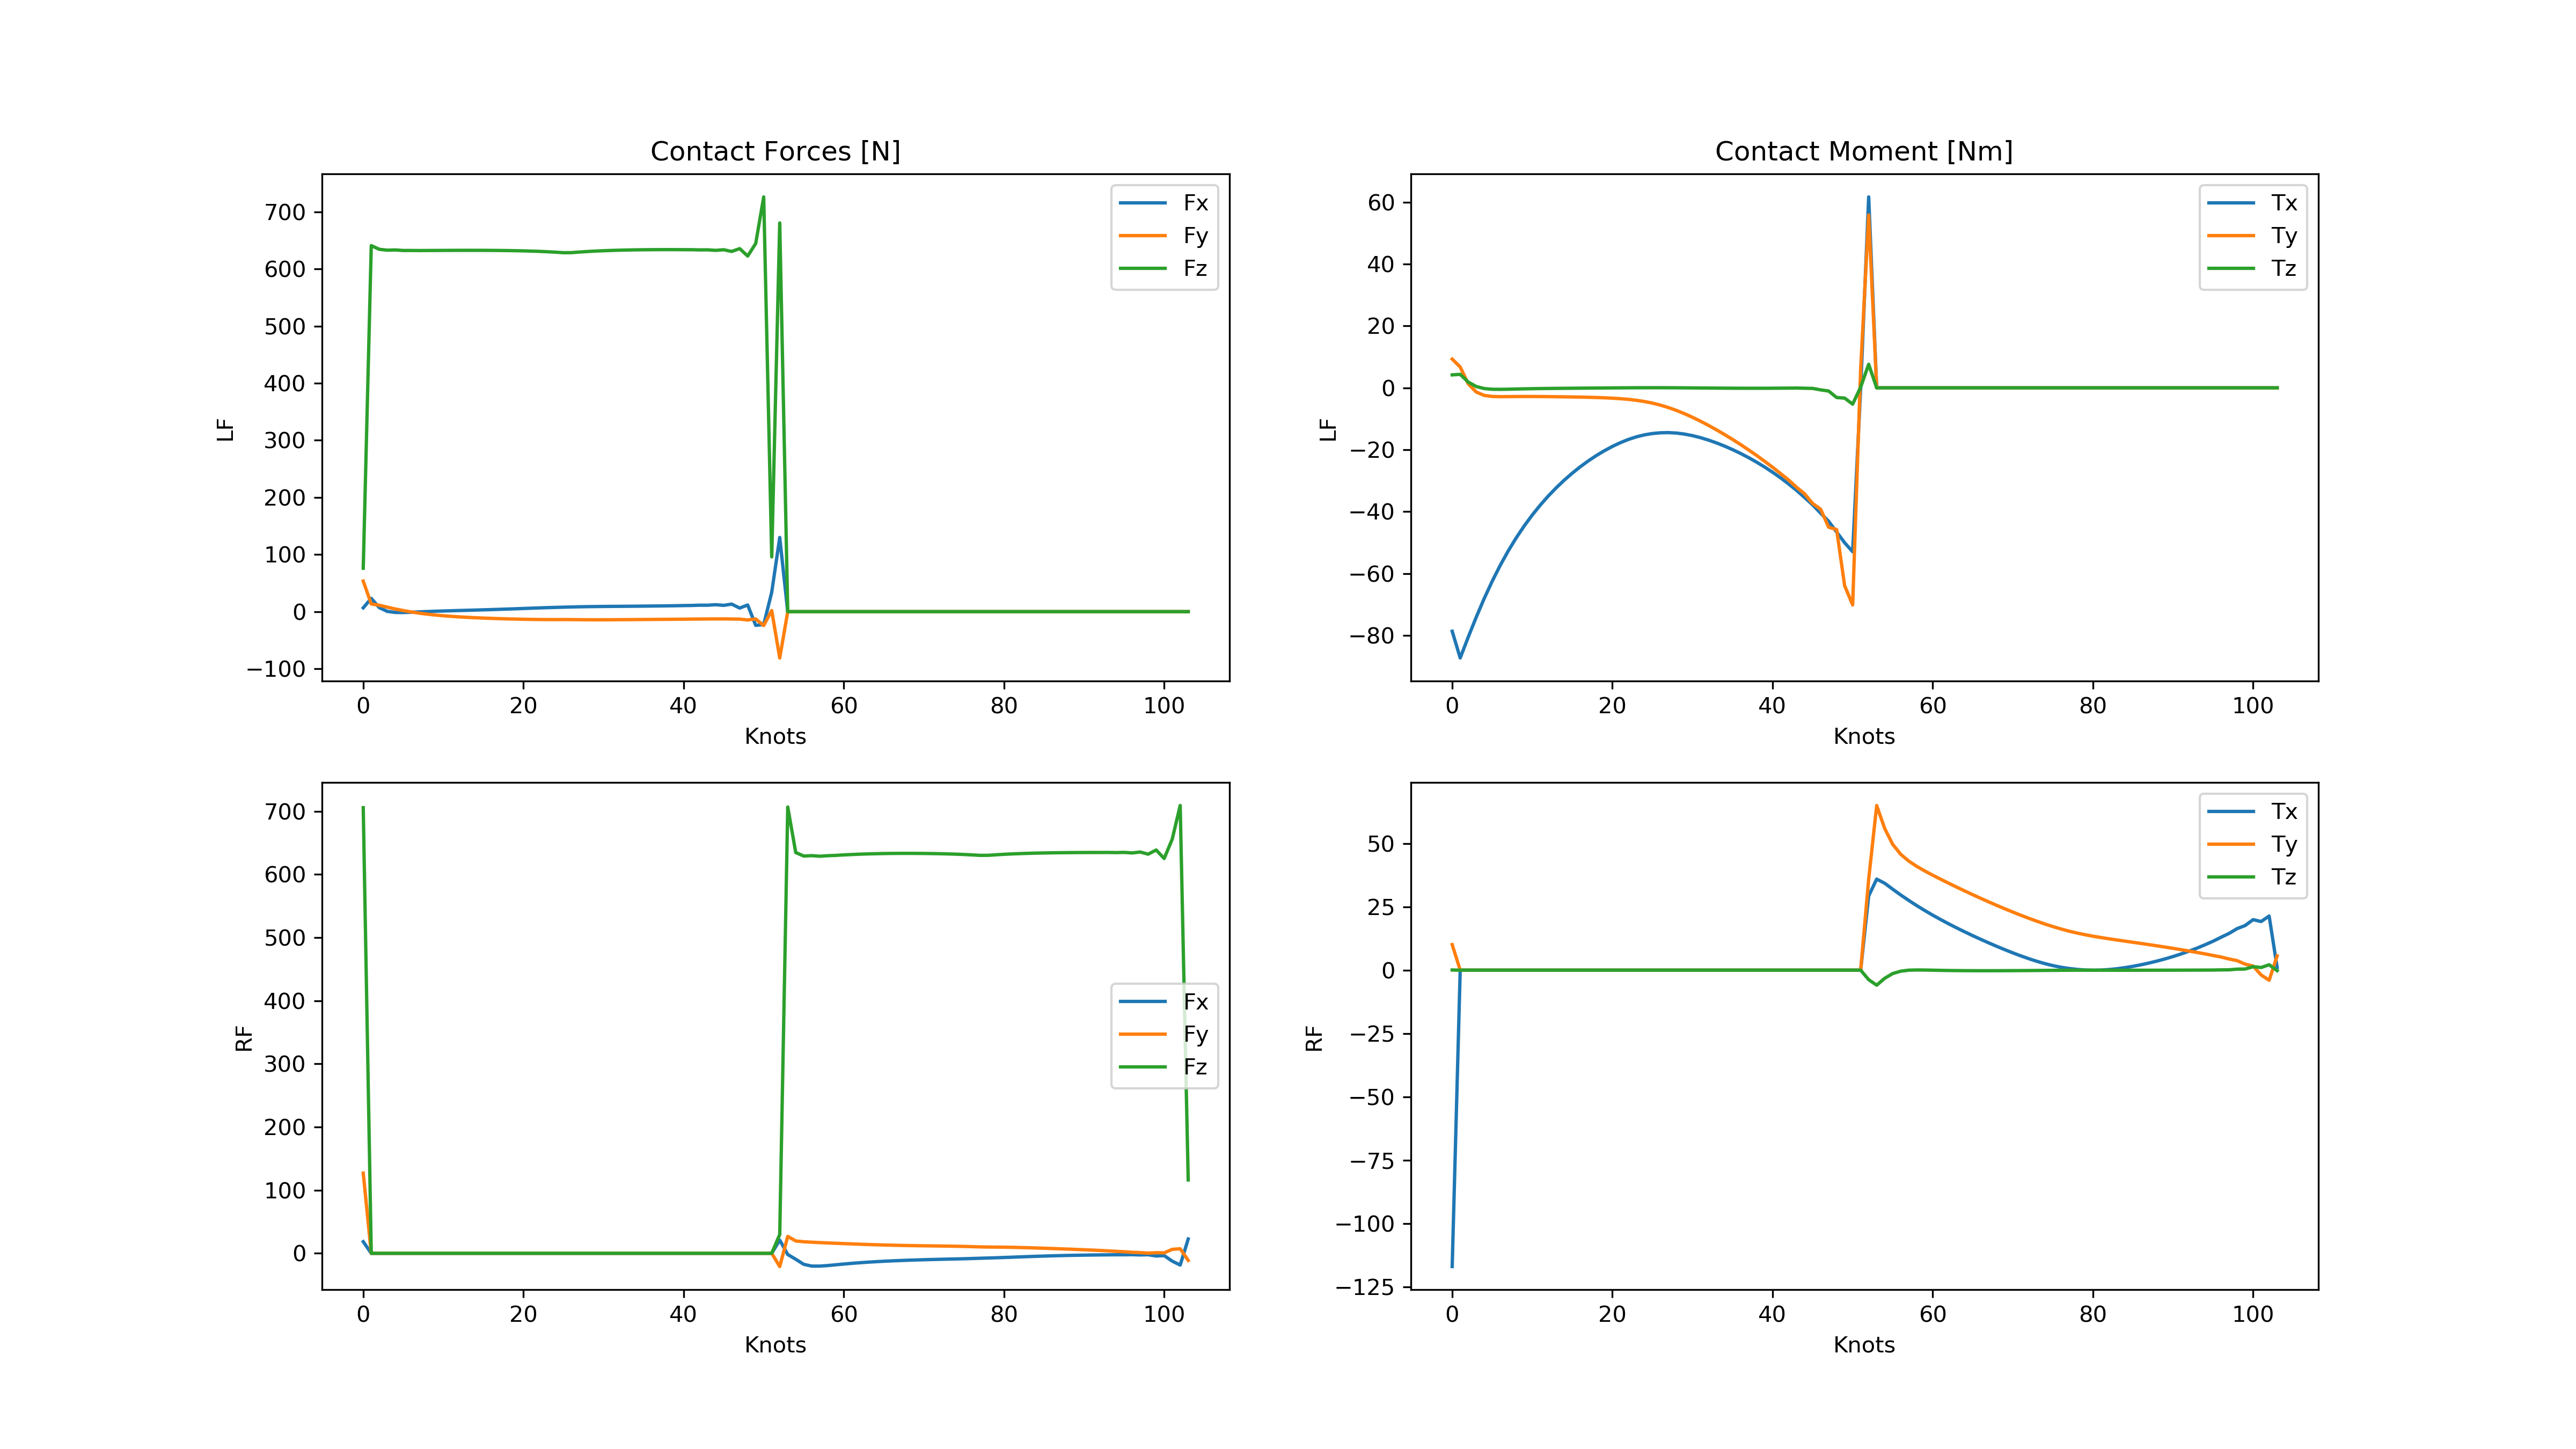 Contact Forces [N]
700
600
500
400
300
200
100
0
−100
LF
Fx
Fy
Fz
0 20 40 60 80 100
Knots
Contact Moment [Nm]
60
40
20
0
−20
−40
−60
−80
LF
Tx
Ty
Tz
0 20 40 60 80 100
Knots
700
600
500
400
300
200
100
0
RF
Fx
Fy
Fz
0 20 40 60 80 100
Knots
50
25
0
−25
−50
−75
−100
−125
RF
Tx
Ty
Tz
0 20 40 60 80 100
Knots